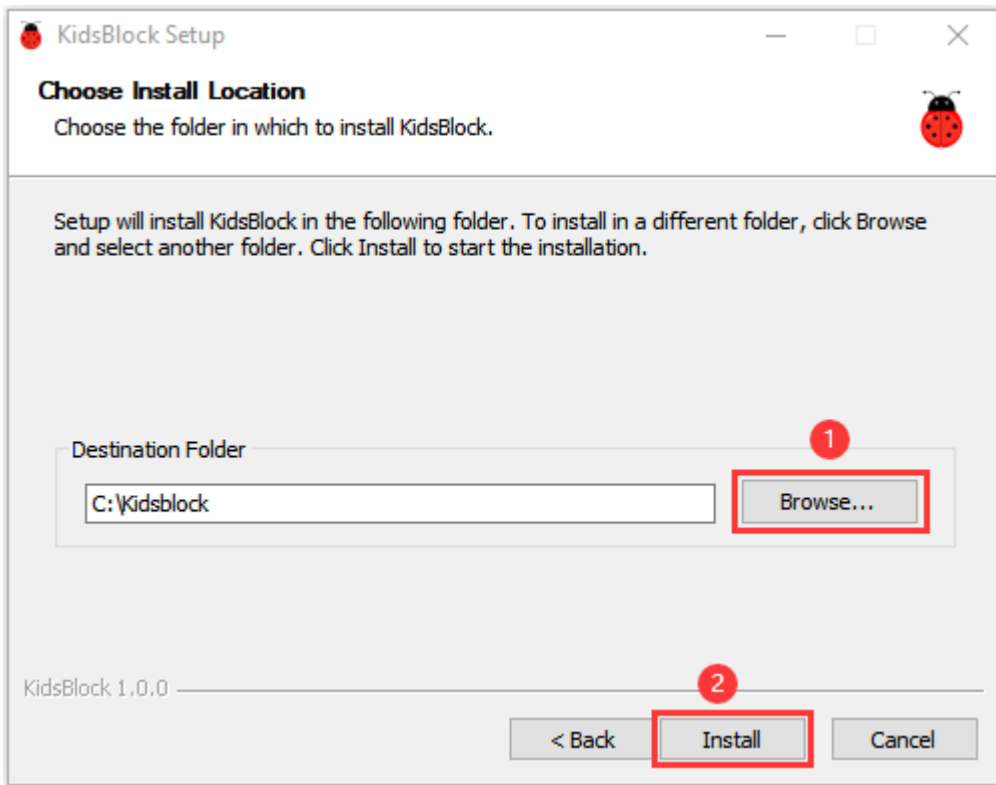 KidsBlock Setup
Choose Install Location
Choose the folder in which to install KidsBlock.
Setup will install KidsBlock in the following folder. To install in a different folder, click Browse
and select another folder. Click Install to start the installation.
1
Destination Folder
C:\Kidsblock
Browse...
KidsBlock 1.0.0
2
< Back
Install
Cancel